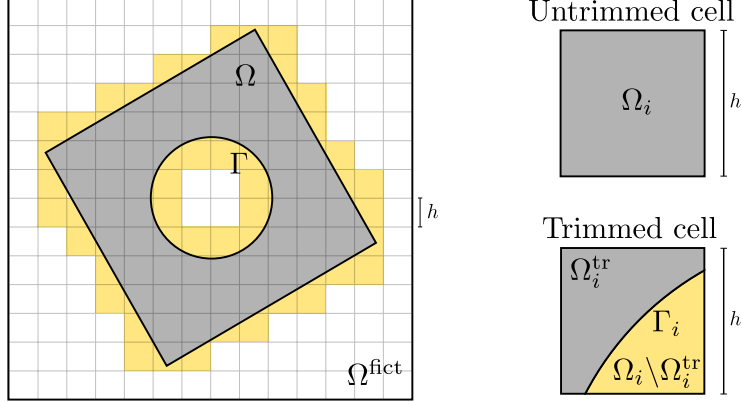 Ω
Γ
h
Ω^fict
Untrimmed cell
Ω_i
h
Trimmed cell
Ω_i^tr
Γ_i
Ω_i\Ω_i^tr
h